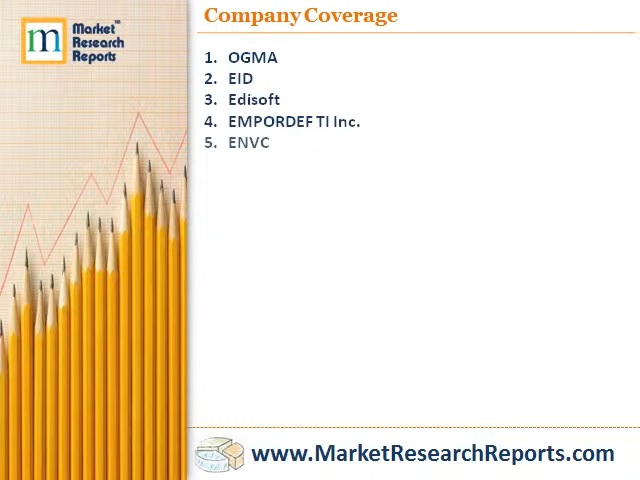 m
Market™
Research
Reports
Company Coverage
1. OGMA
2. EID
3. Edisoft
4. EMPORDEF TI Inc.
5. ENVC
www.MarketResearchReports.com